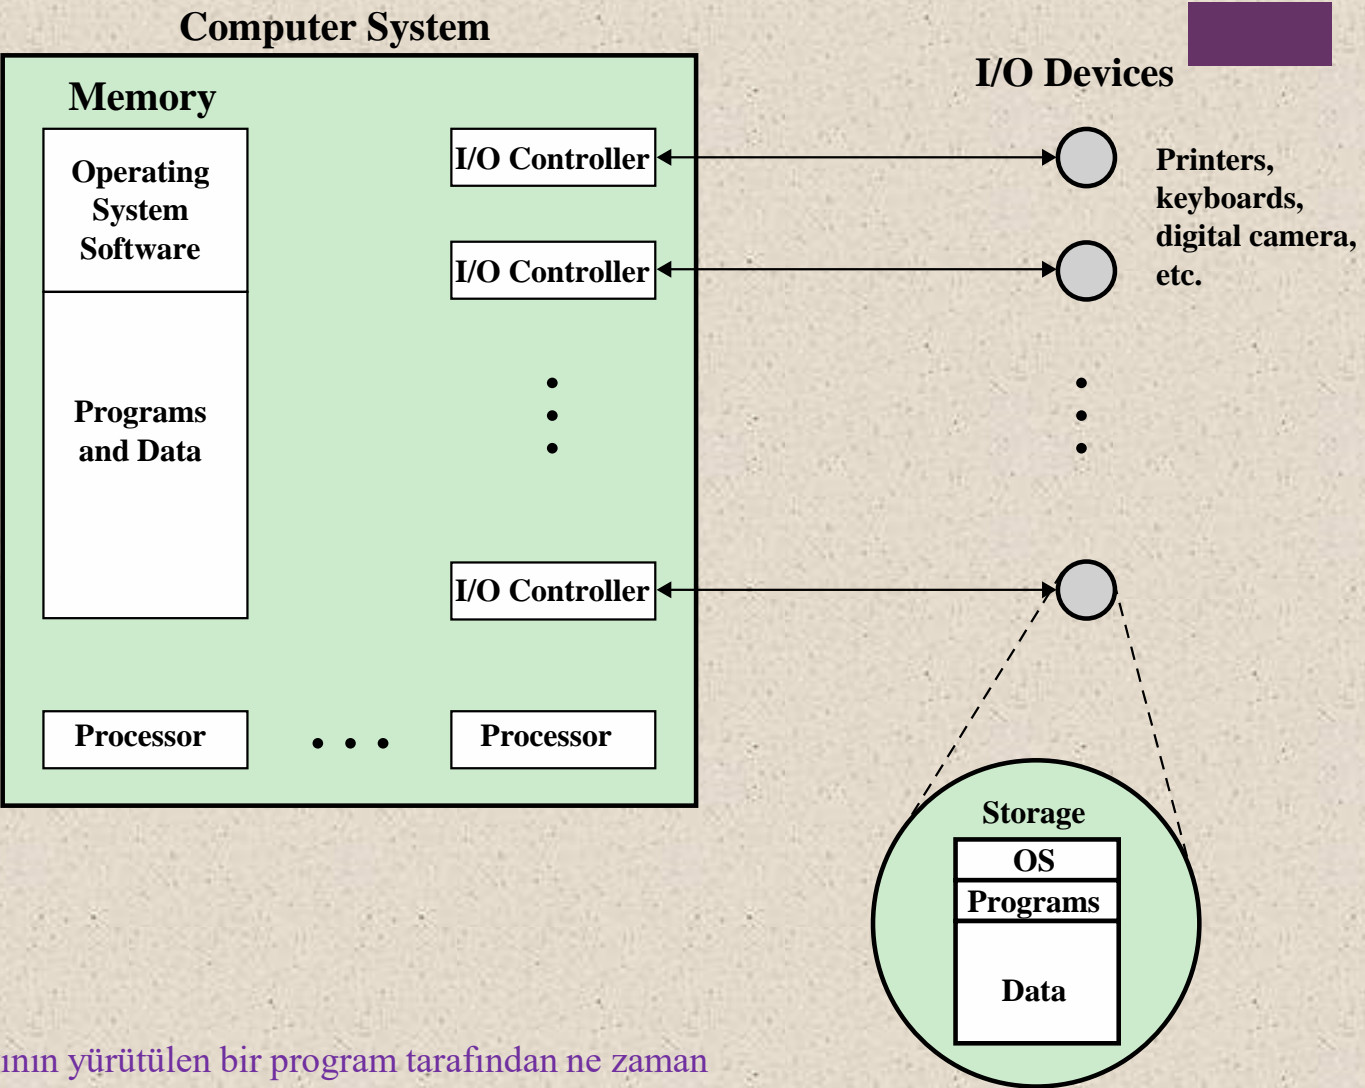 Computer System
I/O Devices
Memory
Operating
System
Software
Programs
and Data
I/O Controller
I/O Controller
I/O Controller
Processor
Processor
Printers,
keyboards,
digital camera,
etc.
Storage
OS
Programs
Data
ının yürütülen bir program tarafından ne zaman